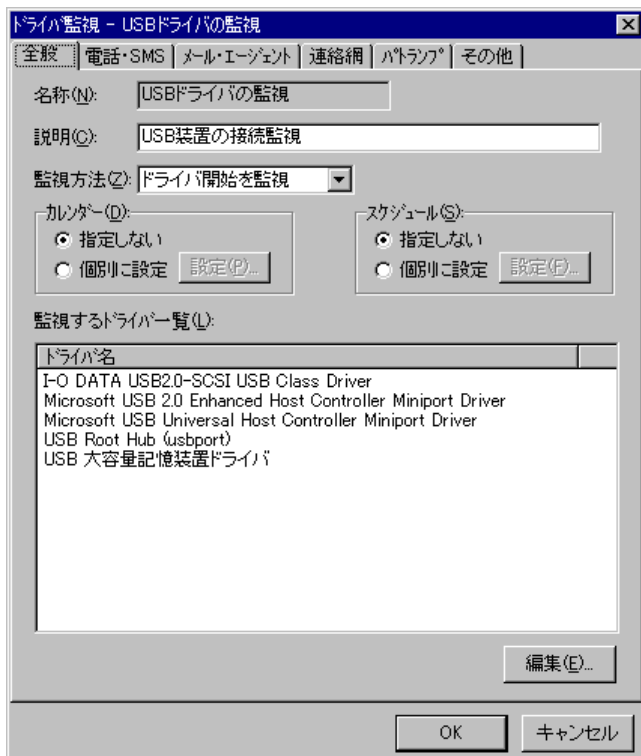 ドライバ監視 - USBドライバの監視
全般 電話・SMS メール・エージェント 連絡網 パトランプ その他
名称(N): USBドライバの監視
説明(C): USB装置の接続監視
監視方法(Z): ドライバ開始を監視
カレンダー(D): スケジュール(S):
指定しない 指定しない
個別に設定 設定(P)... 個別に設定 設定(F)...
監視するドライバ一覧(L):
ドライバ名
I-O DATA USB2.0-SCSI USB Class Driver
Microsoft USB 2.0 Enhanced Host Controller Miniport Driver
Microsoft USB Universal Host Controller Miniport Driver
USB Root Hub (usbport)
USB 大容量記憶装置ドライバ
編集(E)...
OK キャンセル